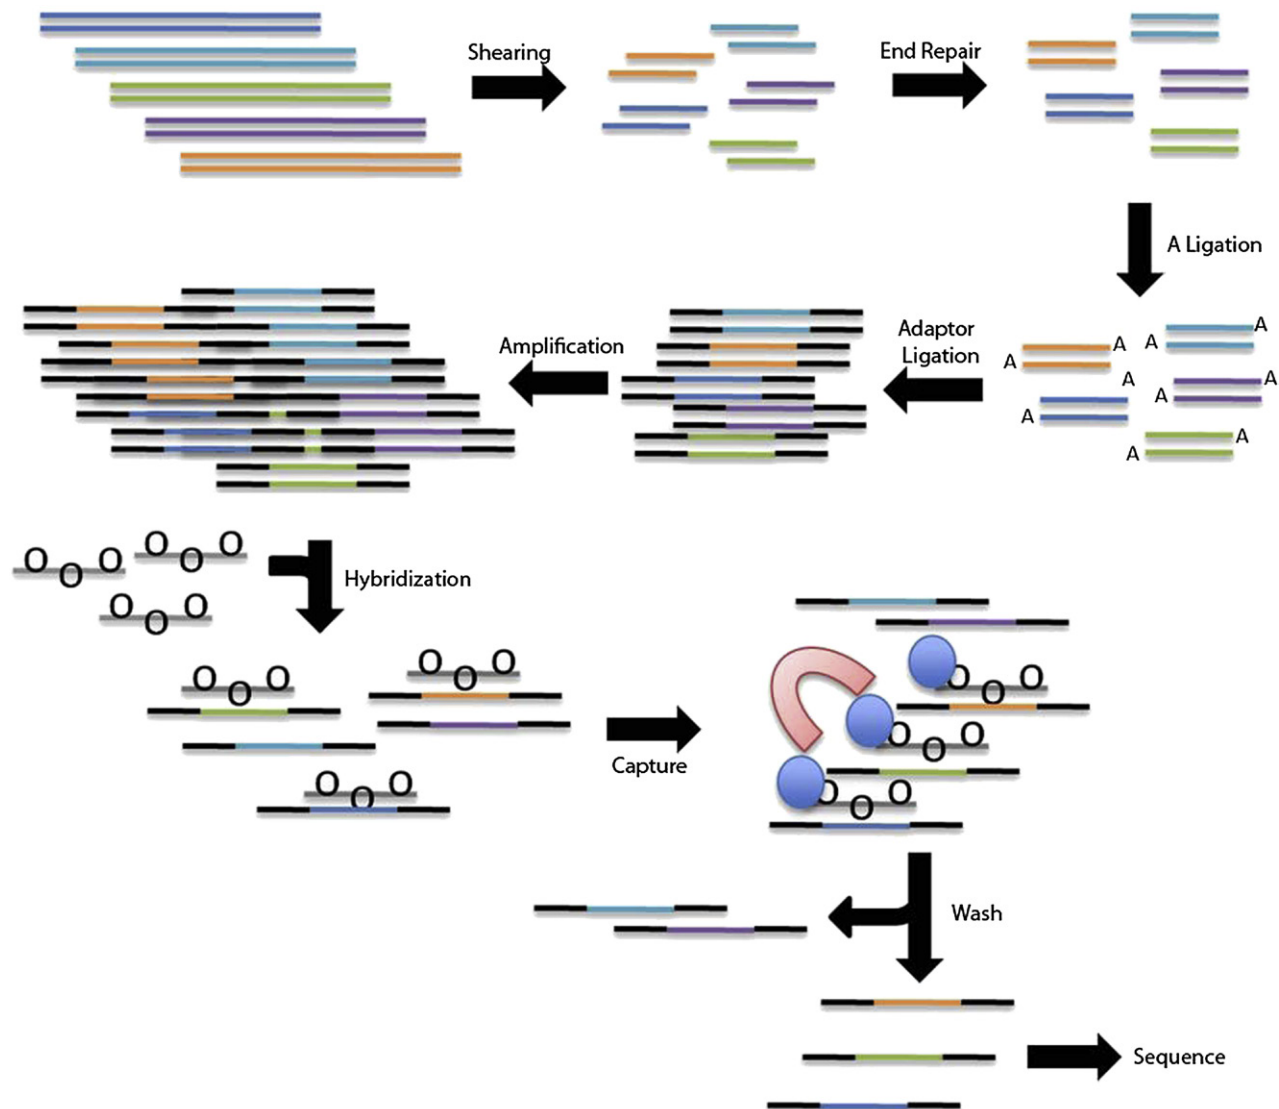 Shearing
End Repair
A Ligation
A
A
A
A
A
A
A
A
A
A
Adaptor
Ligation
Amplification
O O O
O O O
O O O
Hybridization
O O O
O O O
O O O
Capture
O O O
O O O
O O O
Wash
Sequence